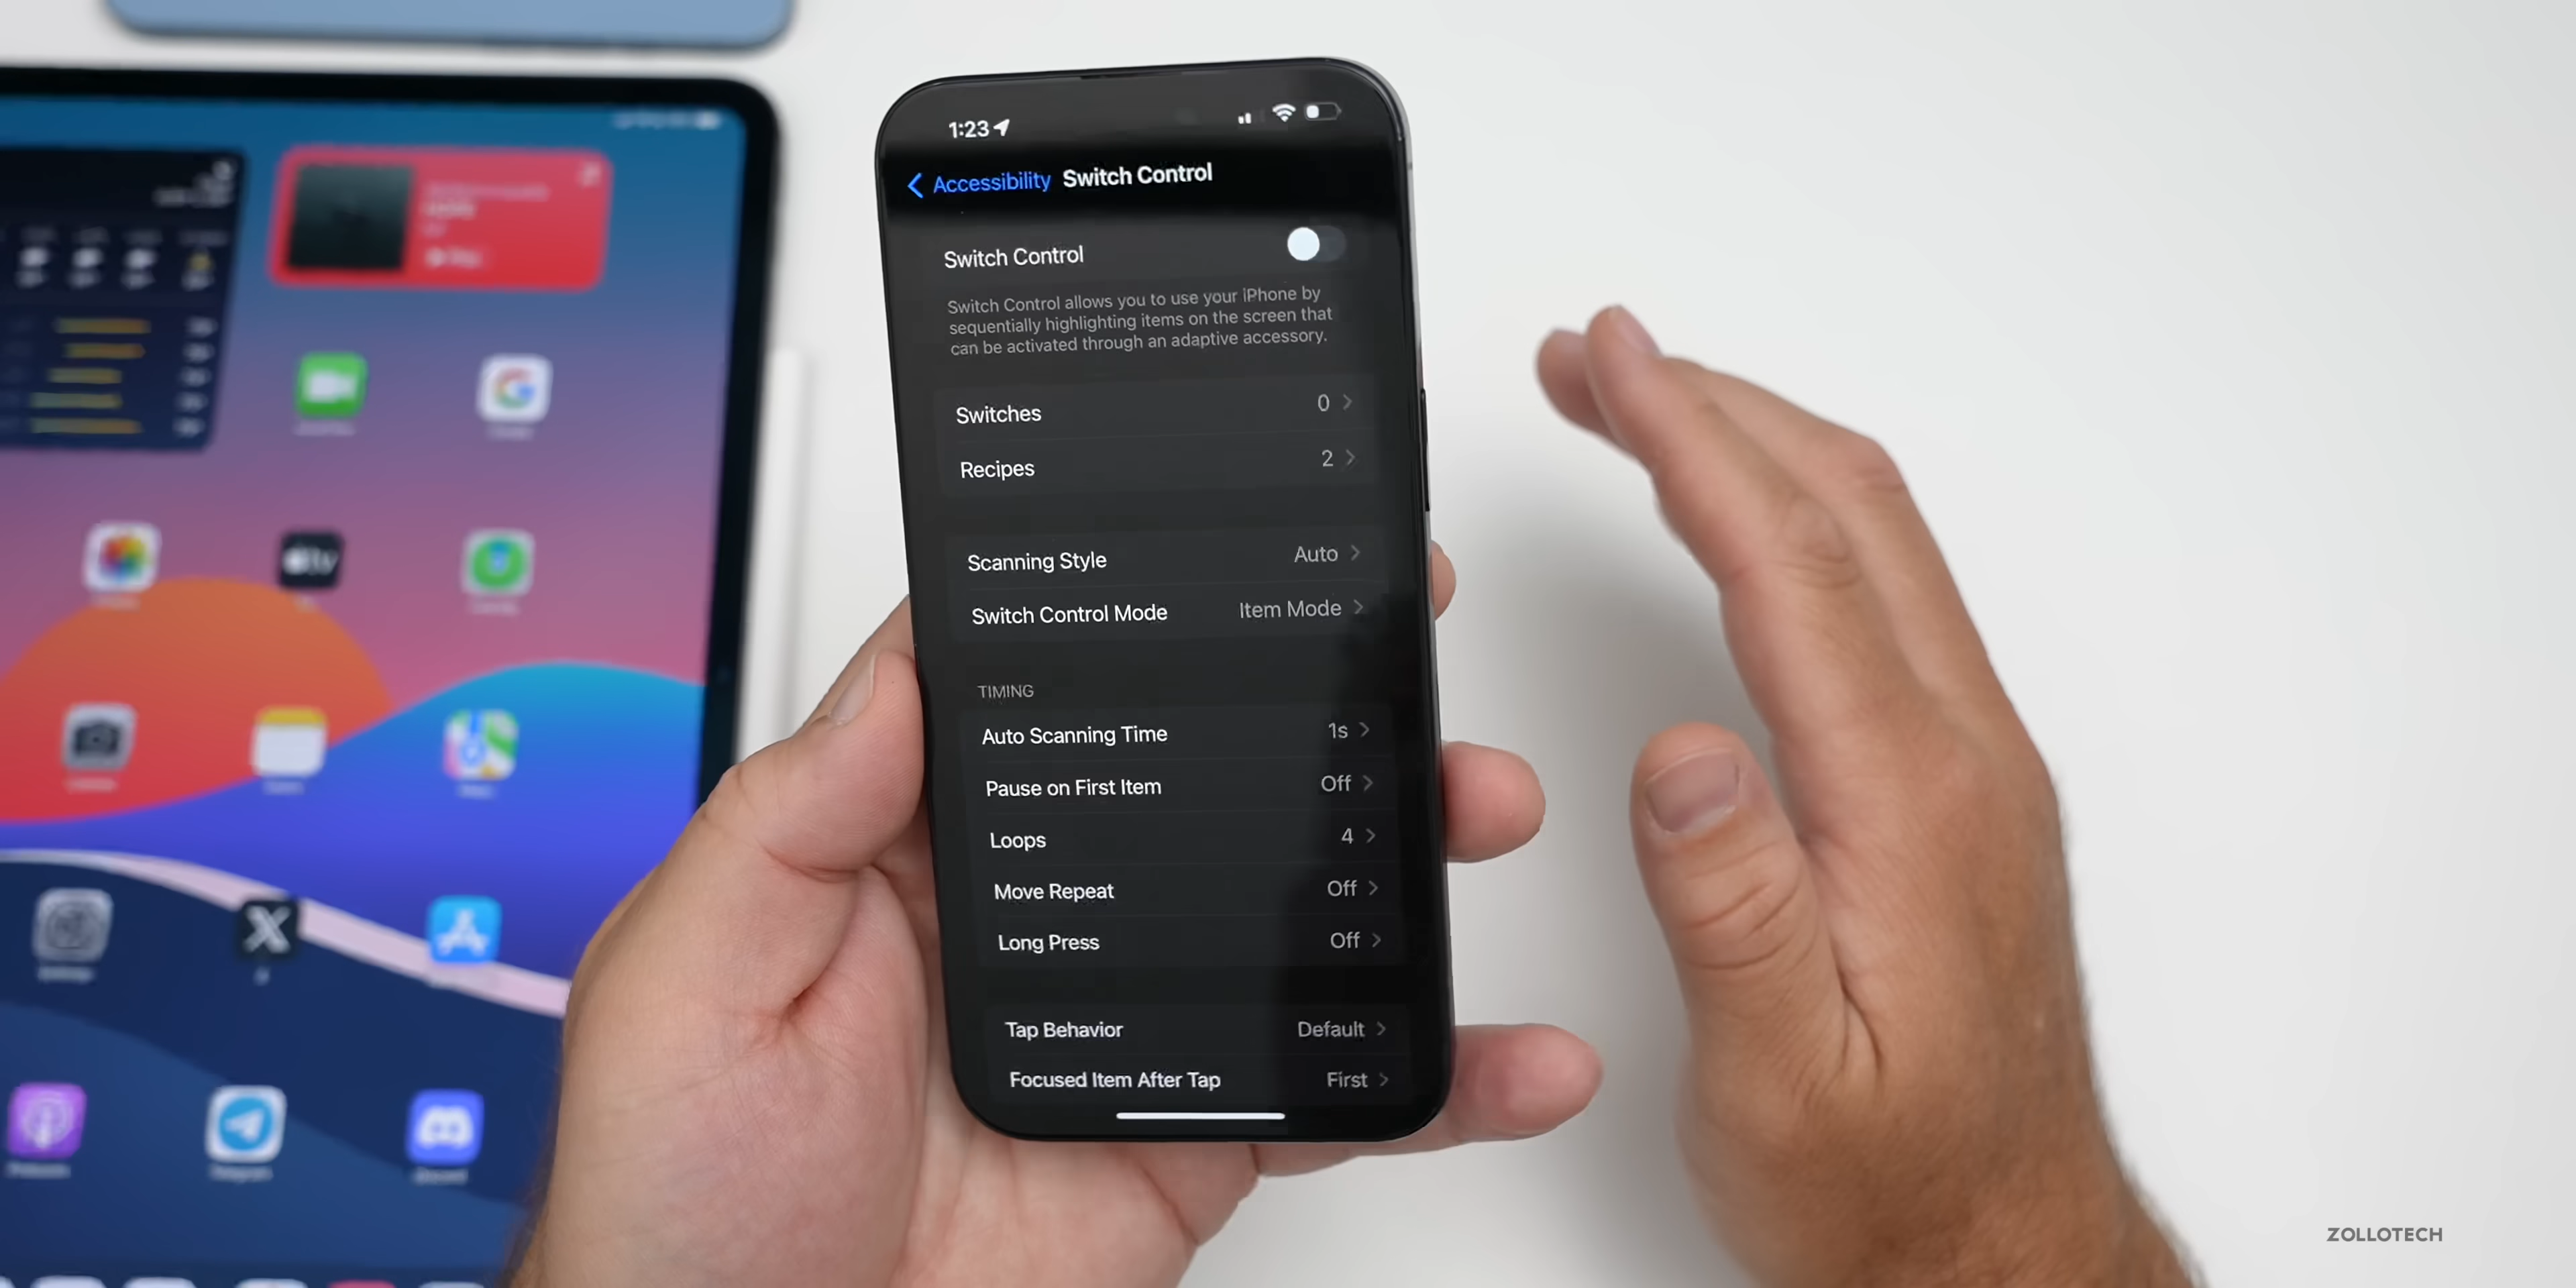 1:23
Accessibility Switch Control
Switch Control
Switch Control allows you to use your iPhone by
sequentially highlighting items on the screen that
can be activated through an adaptive accessory.
Switches 0
Recipes 2
Scanning Style Auto
Switch Control Mode Item Mode
TIMING
Auto Scanning Time 1s
Pause on First Item Off
Loops 4
Move Repeat Off
Long Press Off
Tap Behavior Default
Focused Item After Tap First
tv
ZOLLOTECH